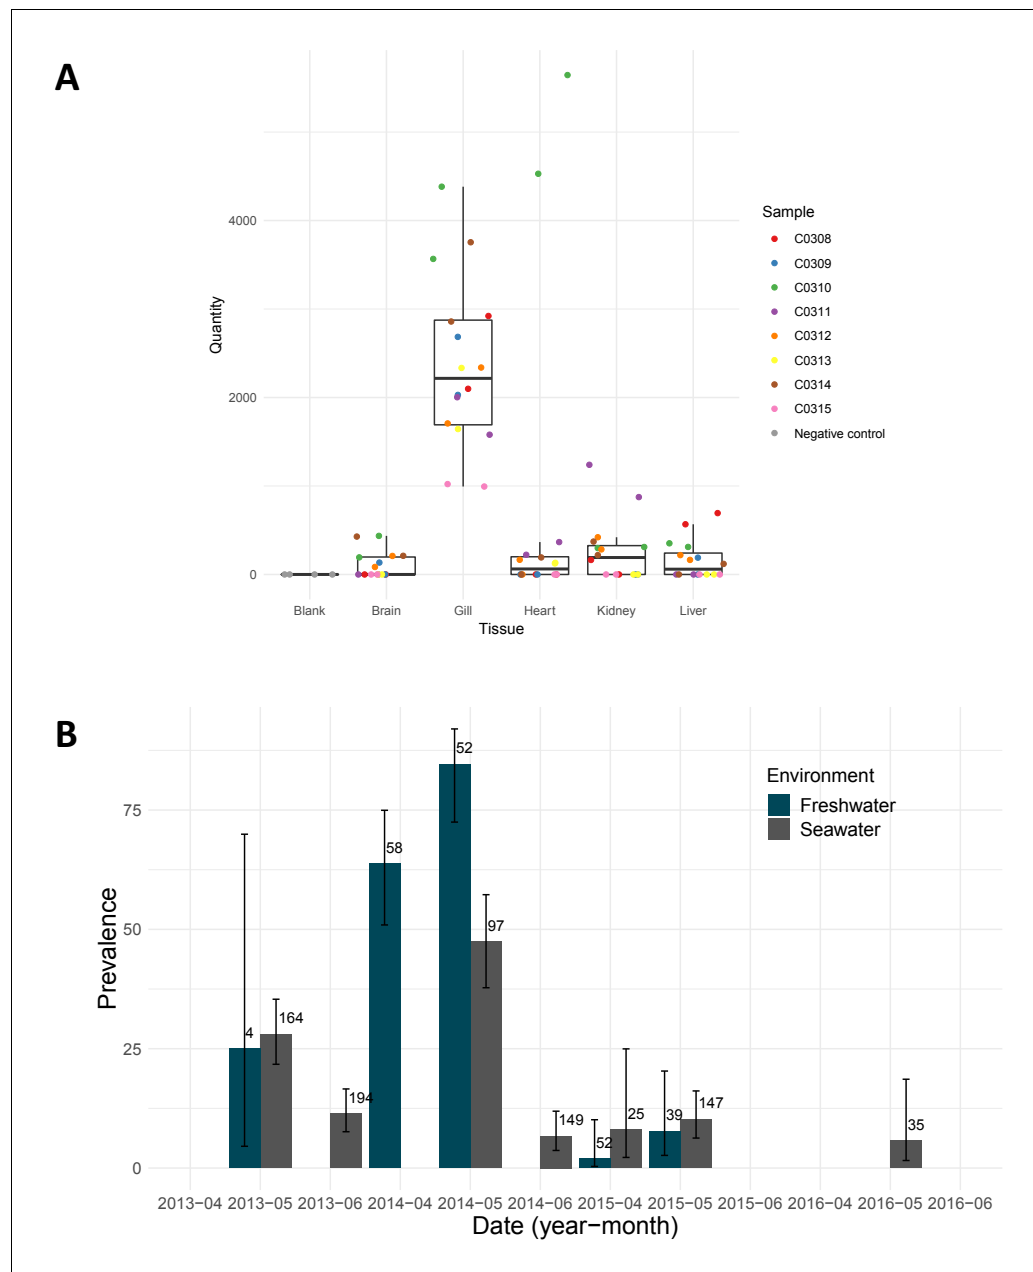 A
Quantity
4000
2000
0
Blank Brain Gill Heart Kidney Liver
Tissue
Sample
C0308
C0309
C0310
C0311
C0312
C0313
C0314
C0315
Negative control
B
Prevalence
75
50
25
0
Environment
Freshwater
Seawater
4 164 194 58 52 97 149 52 25 39 147 35
2013−04 2013−05 2013−06 2014−04 2014−05 2014−06 2015−04 2015−05 2015−06 2016−04 2016−05 2016−06
Date (year−month)